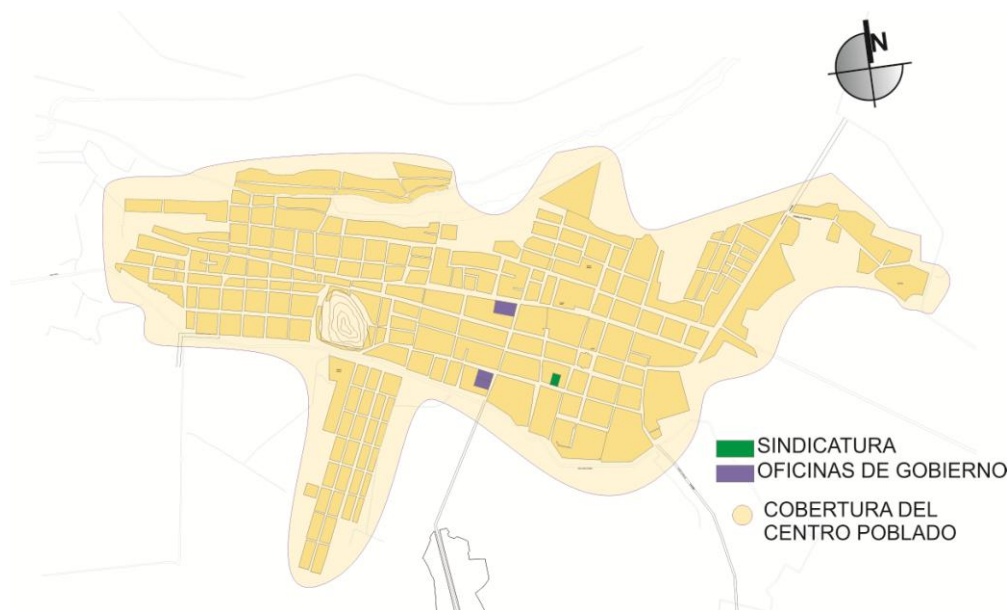 N
SINDICATURA
OFICINAS DE GOBIERNO
COBERTURA DEL
CENTRO POBLADO